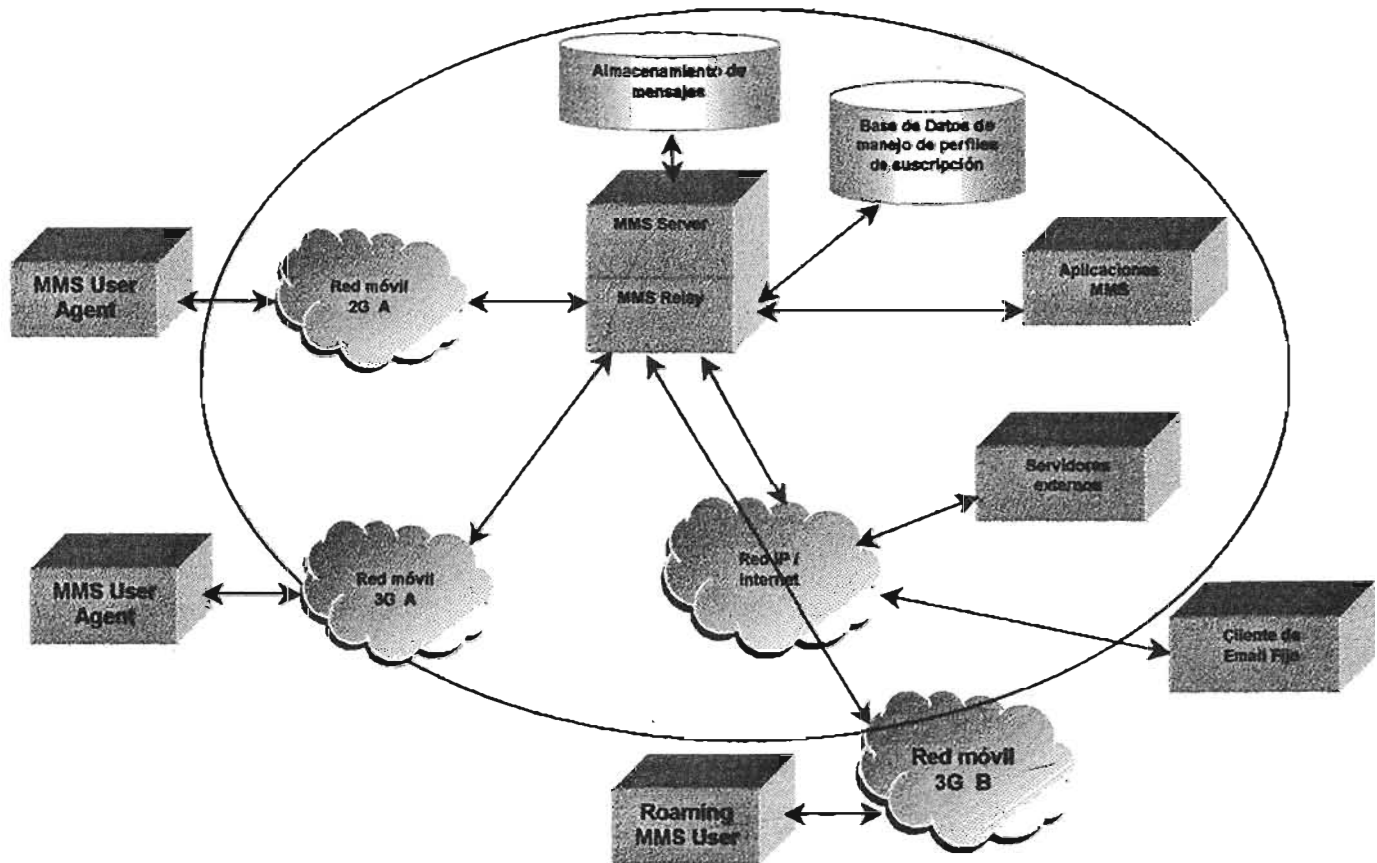 Almacenamiento de
mensajes
Base de Datos de
manejo de perfiles
de suscripción
MMS Server
MMS Relay
MMS User
Agent
Red móvil
2G A
Aplicaciones
MMS
Servidores
externos
MMS User
Agent
Red móvil
3G A
Red IP /
Internet
Cliente de
Email Fijo
Red móvil
3G B
Roaming
MMS User